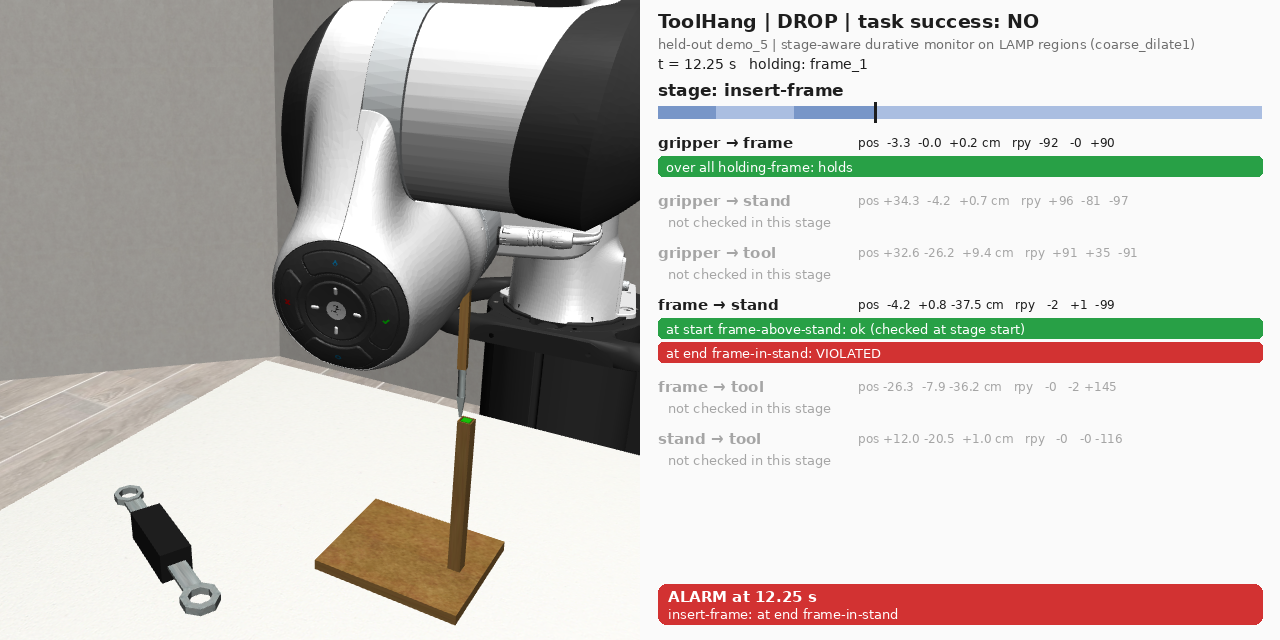 ToolHang | DROP | task success: NO
held-out demo_5 | stage-aware durative monitor on LAMP regions (coarse_dilate1)
t = 12.25 s   holding: frame_1
stage: insert-frame
gripper → frame   pos  -3.3  -0.0  +0.2 cm   rpy  -92   -0  +90
over all holding-frame: holds
gripper → stand   pos +34.3  -4.2  +0.7 cm   rpy  +96  -81  -97
not checked in this stage
gripper → tool   pos +32.6 -26.2  +9.4 cm   rpy  +91  +35  -91
not checked in this stage
frame → stand   pos  -4.2  +0.8 -37.5 cm   rpy   -2   +1  -99
at start frame-above-stand: ok (checked at stage start)
at end frame-in-stand: VIOLATED
frame → tool   pos -26.3  -7.9 -36.2 cm   rpy   -0   -2 +145
not checked in this stage
stand → tool   pos +12.0 -20.5  +1.0 cm   rpy   -0   -0 -116
not checked in this stage
ALARM at 12.25 s
insert-frame: at end frame-in-stand